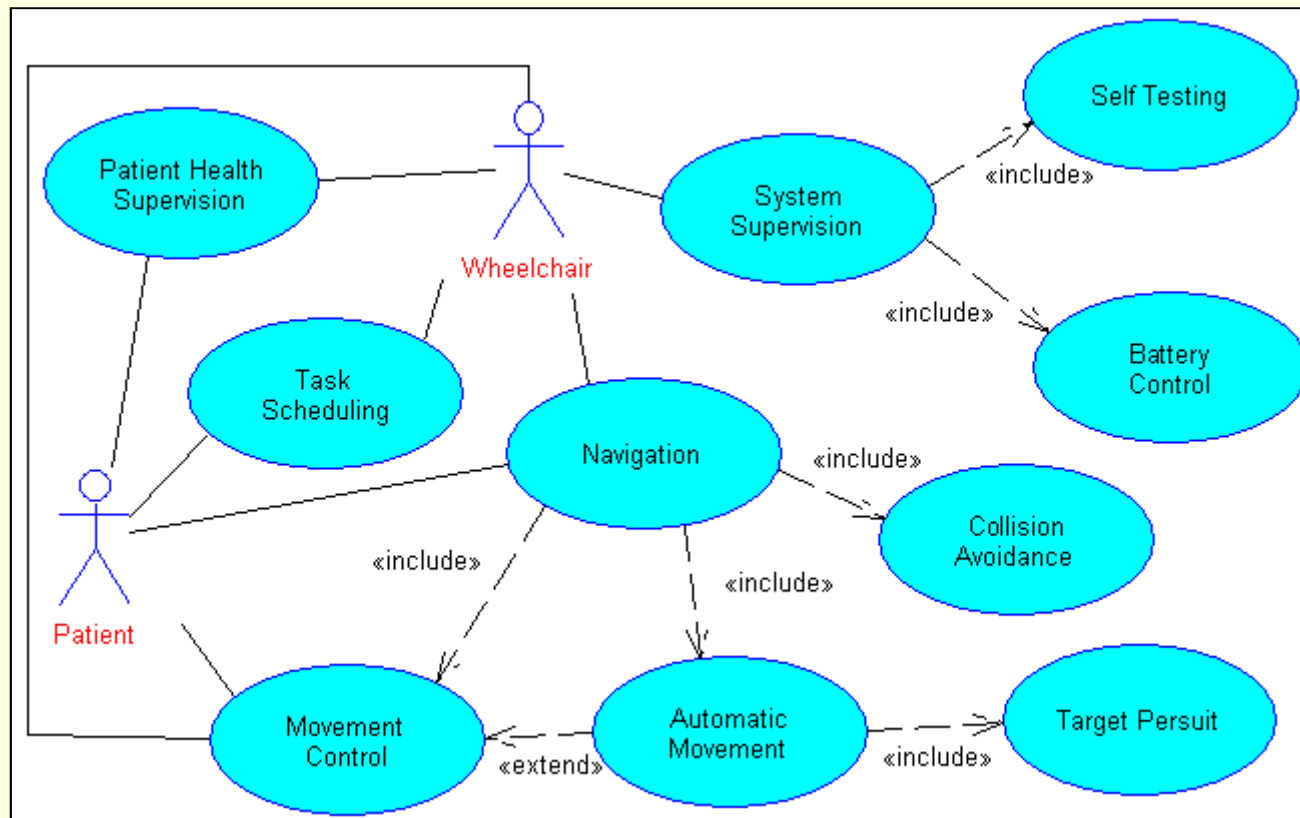 Self Testing
«include»
Patient Health
Supervision
System
Supervision
Wheelchair
«include»
Battery
Control
Task
Scheduling
Navigation
«include»
Collision
Avoidance
«include»
«include»
Patient
Movement
Control
«extend»
Automatic
Movement
«include»
Target Persuit